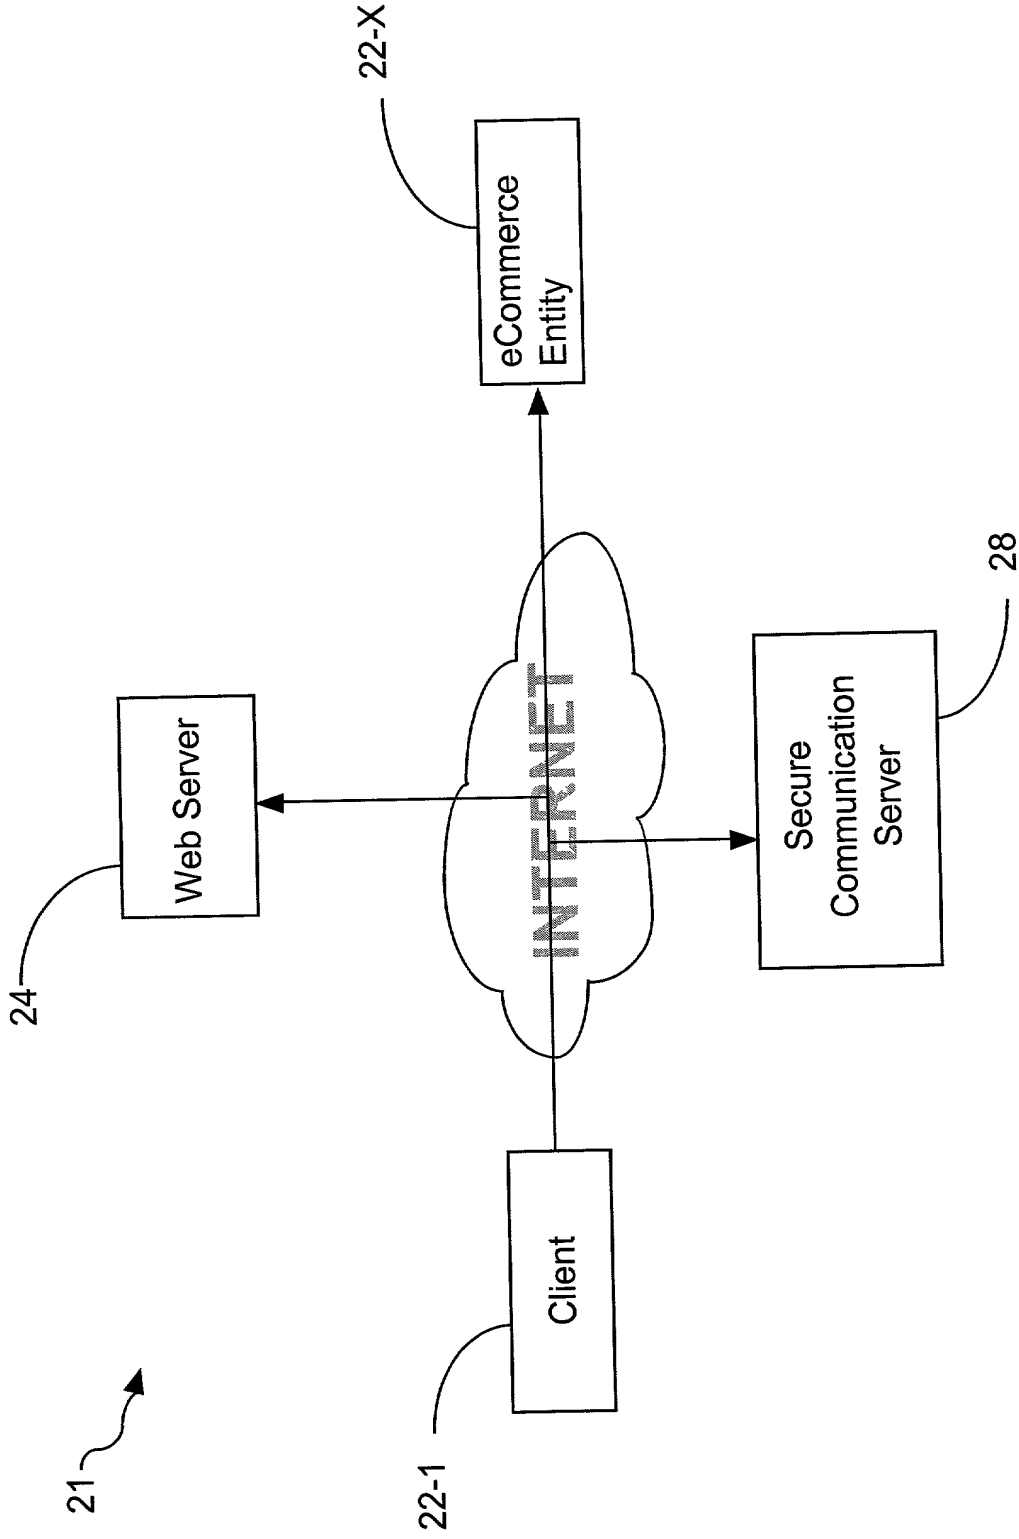 21
24
Web Server
22-X
eCommerce
Entity
INTERNET
22-1
Client
Secure
Communication
Server
28